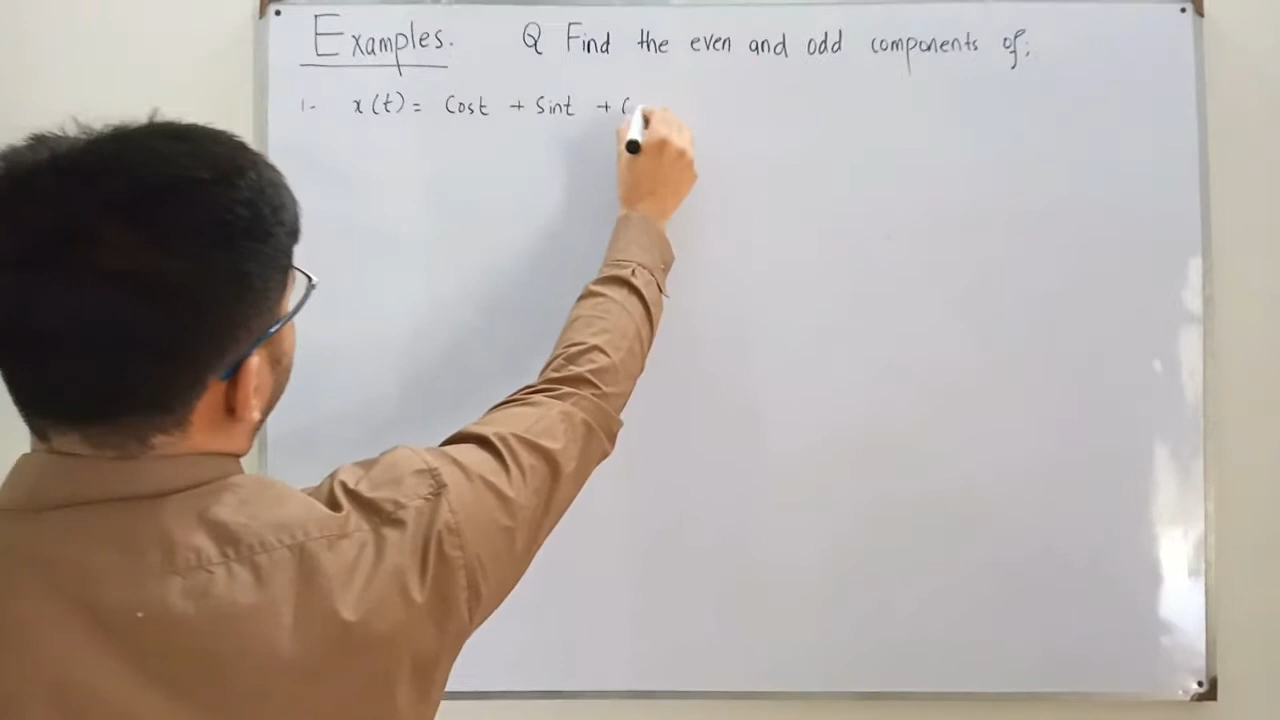 Examples. Q Find the even and odd components of:
1- x(t) = Cost + Sint + C